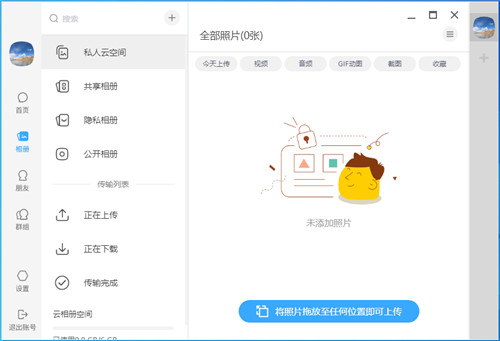 搜索
首页
相册
朋友
群组
设置
退出账号
私人云空间
共享相册
隐私相册
公开相册
传输列表
正在上传
正在下载
传输完成
云相册空间
全部照片(0张)
今天上传
视频
音频
GIF动图
截图
收藏
未添加照片
将照片拖放至任何位置即可上传